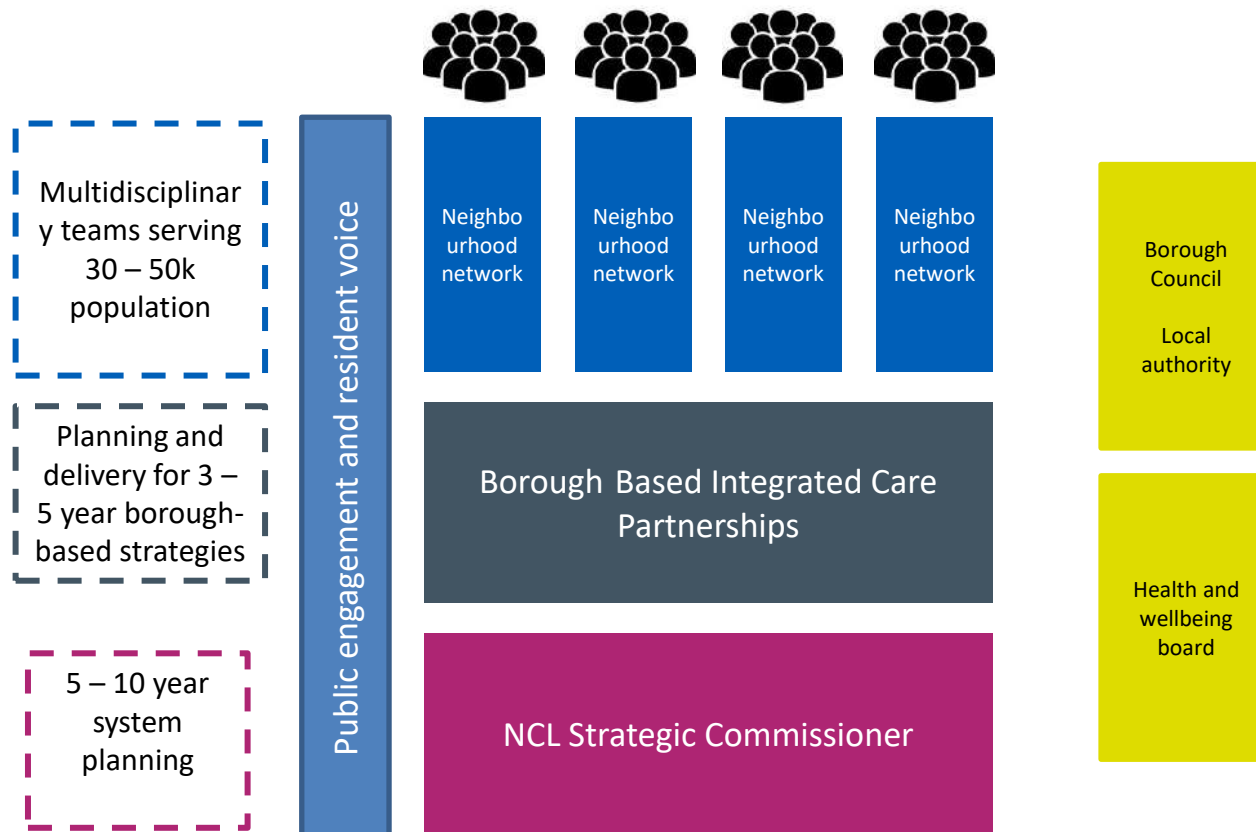 Multidisciplinar
y teams serving
30 – 50k
population
Planning and
delivery for 3 –
5 year borough-
based strategies
5 – 10 year
system
planning
Public engagement and resident voice
Neighbo
urhood
network
Neighbo
urhood
network
Neighbo
urhood
network
Neighbo
urhood
network
Borough Based Integrated Care
Partnerships
NCL Strategic Commissioner
Borough
Council
Local
authority
Health and
wellbeing
board